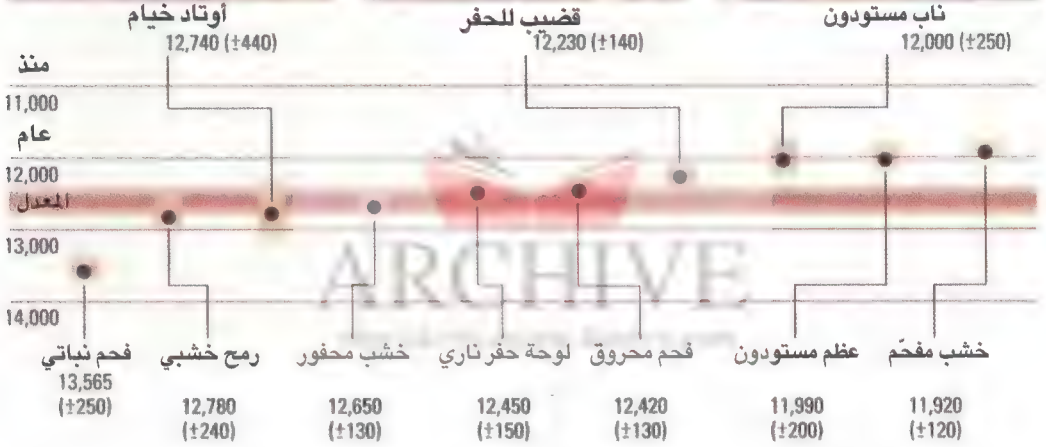 أوتاد خيام
12,740 (±440)
قضيب للحفر
12,230 (±140)
ناب مستودون
12,000 (±250)
منذ
11,000
عام
12,000
المعدل
13,000
14,000
ARCHIVE
فحم نباتي
13,565
(±250)
رمح خشبي
12,780
(±240)
خشب محفور
12,650
(±130)
لوحة حفر ناري
12,450
(±150)
فحم محروق
12,420
(±130)
عظم مستودون
11,990
(±200)
خشب مفحّم
11,920
(±120)